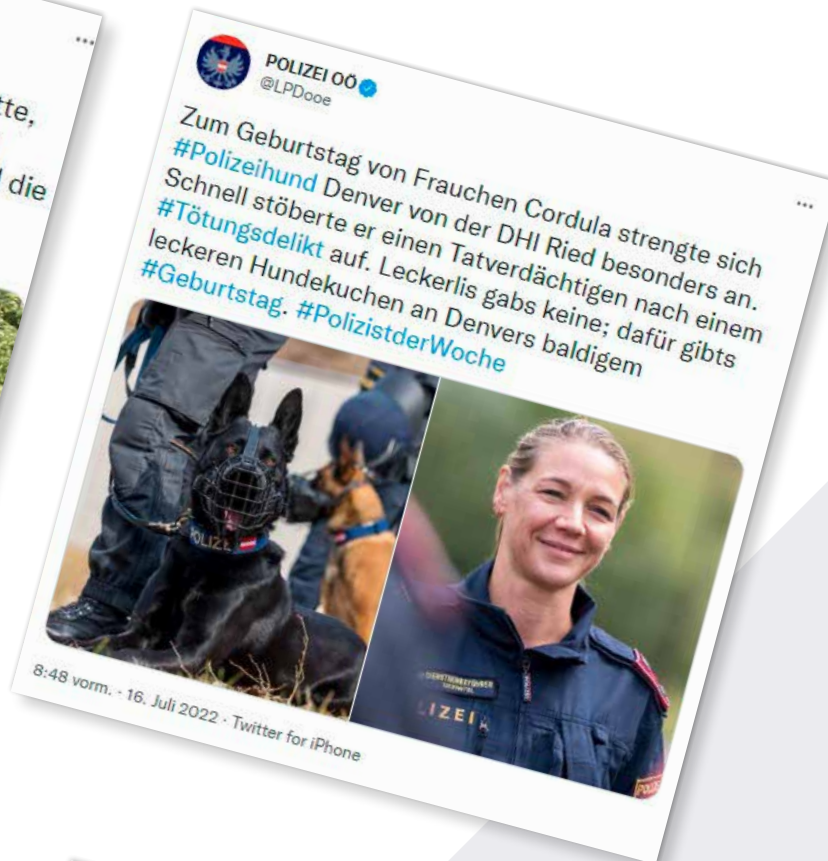 tte,
die
POLIZEI OÖ
@LPDooe
Zum Geburtstag von Frauchen Cordula strengte sich
#Polizeihund Denver von der DHI Ried besonders an.
Schnell stöberte er einen Tatverdächtigen nach einem
#Tötungsdelikt auf. Leckerlis gabs keine; dafür gibts
leckeren Hundekuchen an Denvers baldigem
#Geburtstag. #PolizistderWoche
POLIZE
LIZEI
8:48 vorm. · 16. Juli 2022 · Twitter for iPhone